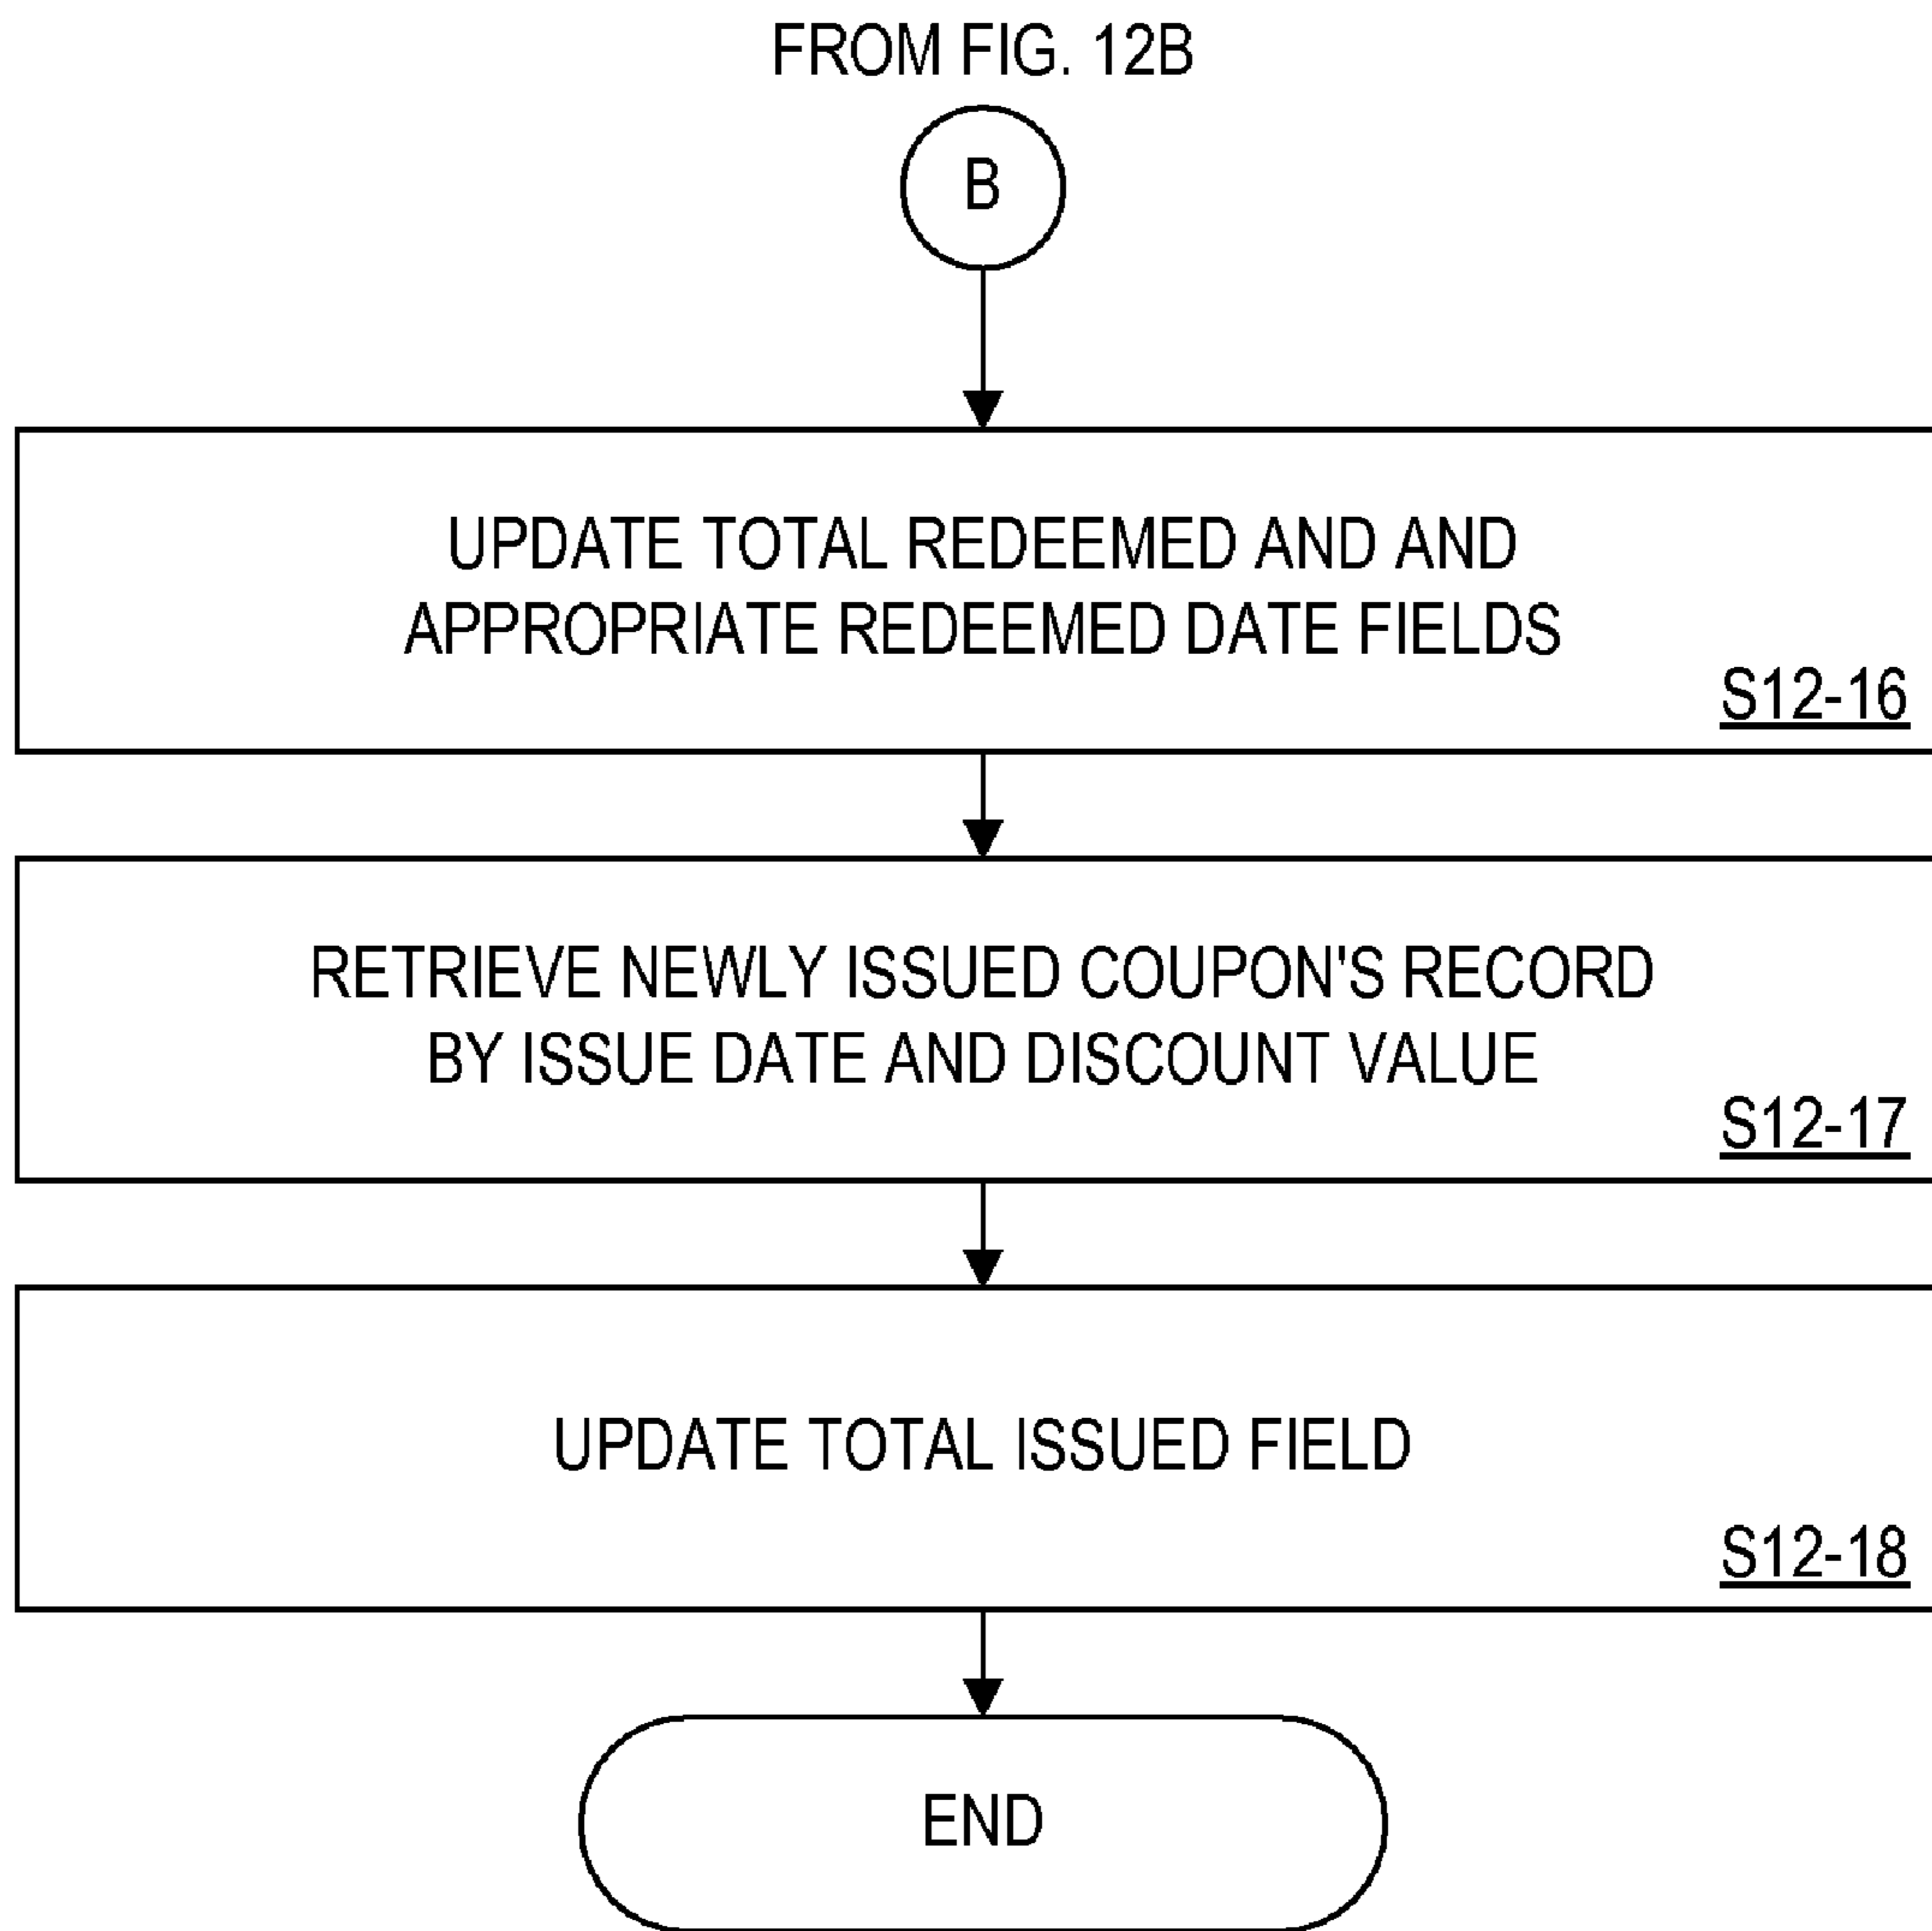 FROM FIG. 12B
B
UPDATE TOTAL REDEEMED AND AND
APPROPRIATE REDEEMED DATE FIELDS
S12-16
RETRIEVE NEWLY ISSUED COUPON'S RECORD
BY ISSUE DATE AND DISCOUNT VALUE
S12-17
UPDATE TOTAL ISSUED FIELD
S12-18
END